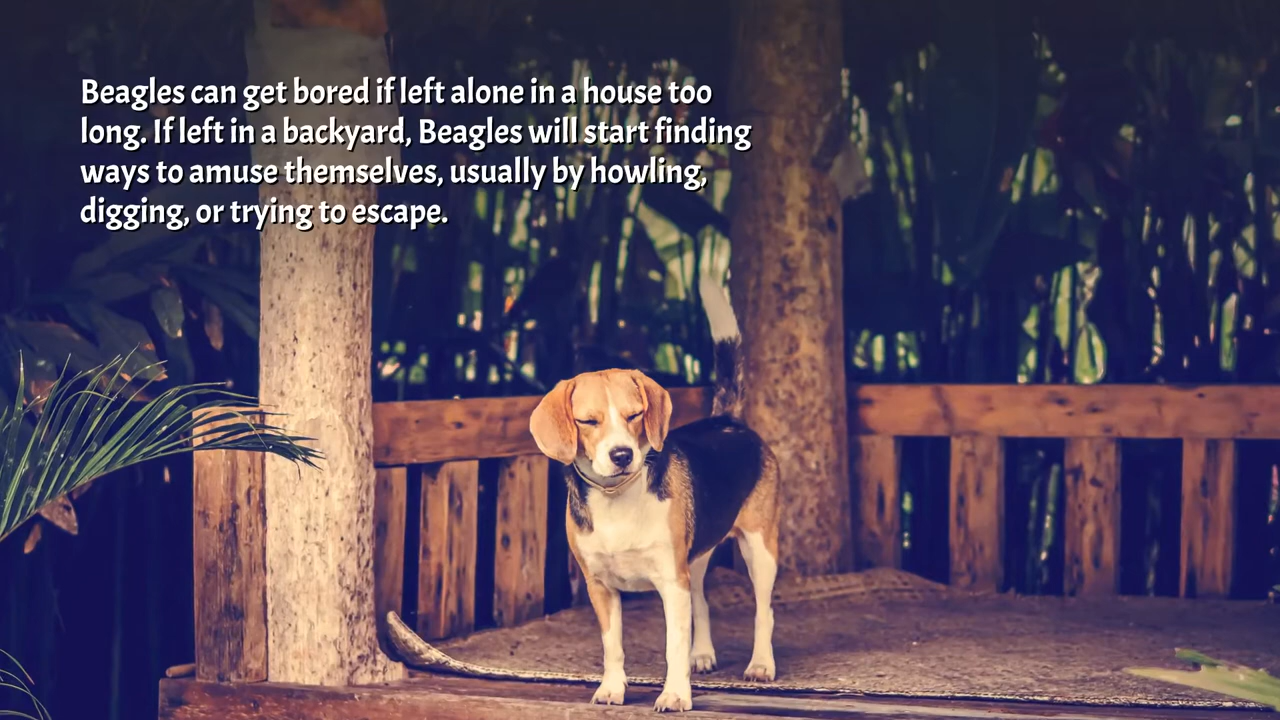 Beagles can get bored if left alone in a house too
long. If left in a backyard, Beagles will start finding
ways to amuse themselves, usually by howling,
digging, or trying to escape.